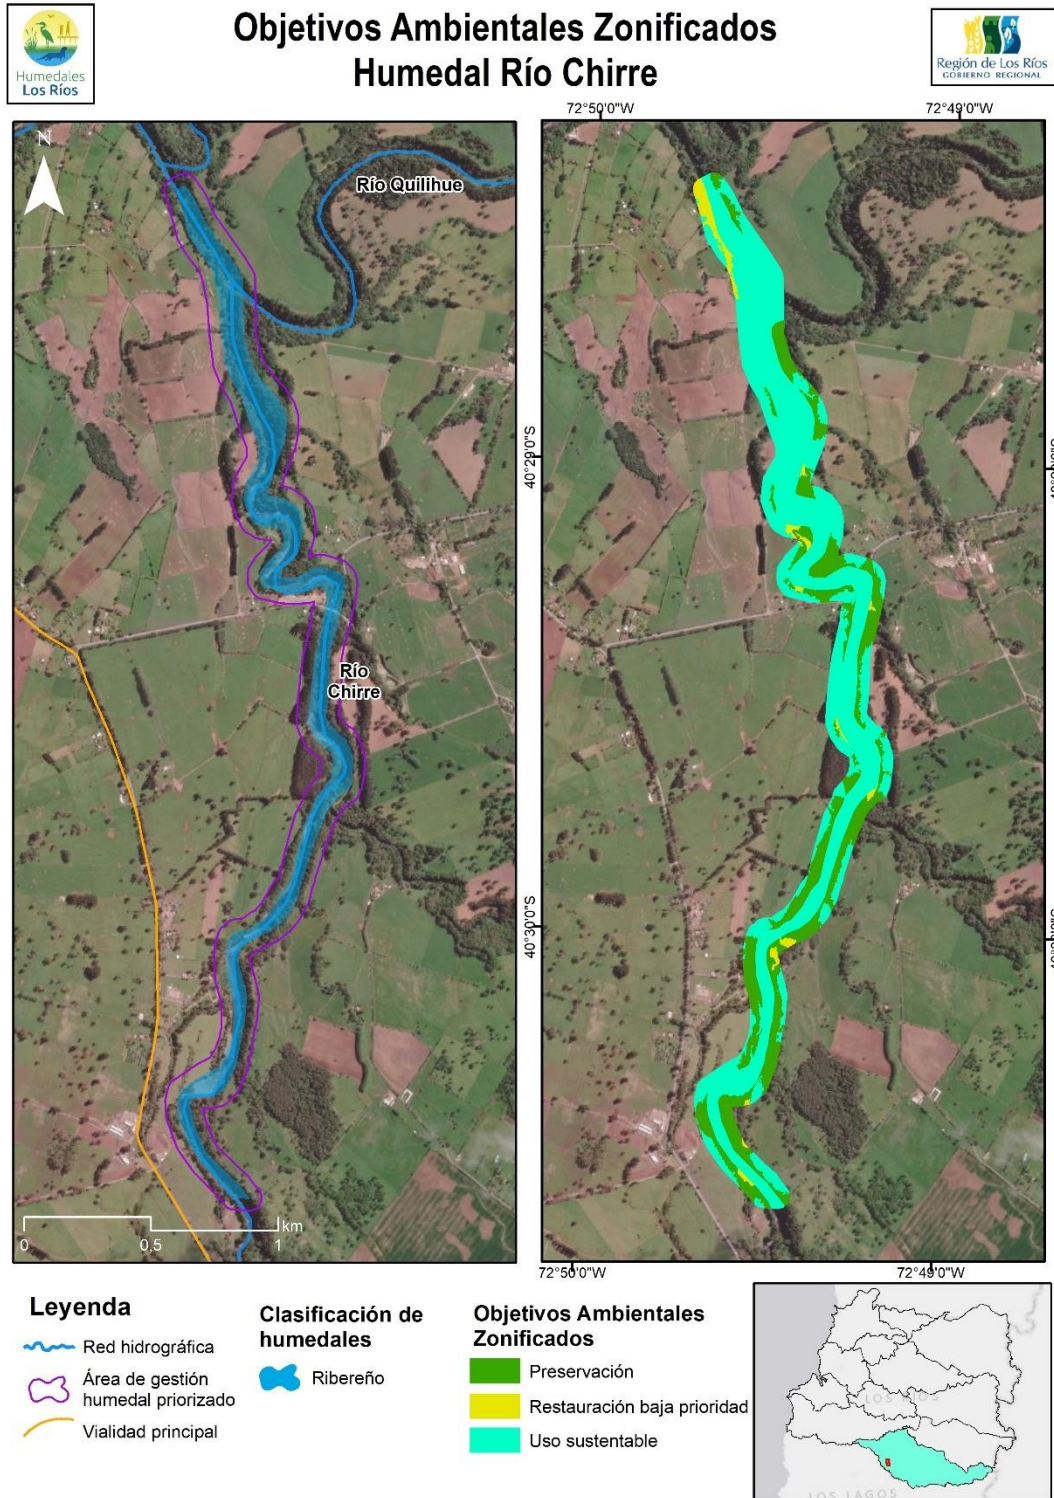 Objetivos Ambientales Zonificados
Humedal Río Chirre
Humedales
Los Ríos
Región de Los Ríos
GOBIERNO REGIONAL
72°50'0"W
72°49'0"W
N
Río Quilihue
40°29'0"S
Río
Chirre
40°30'0"S
km
0
0,5
1
72°50'0"W
72°49'0"W
Leyenda
Red hidrográfica
Área de gestión
humedal priorizado
Vialidad principal
Clasificación de
humedales
Ribereño
Objetivos Ambientales
Zonificados
Preservación
Restauración baja prioridad
Uso sustentable
LOS RÍOS
LOS LAGOS